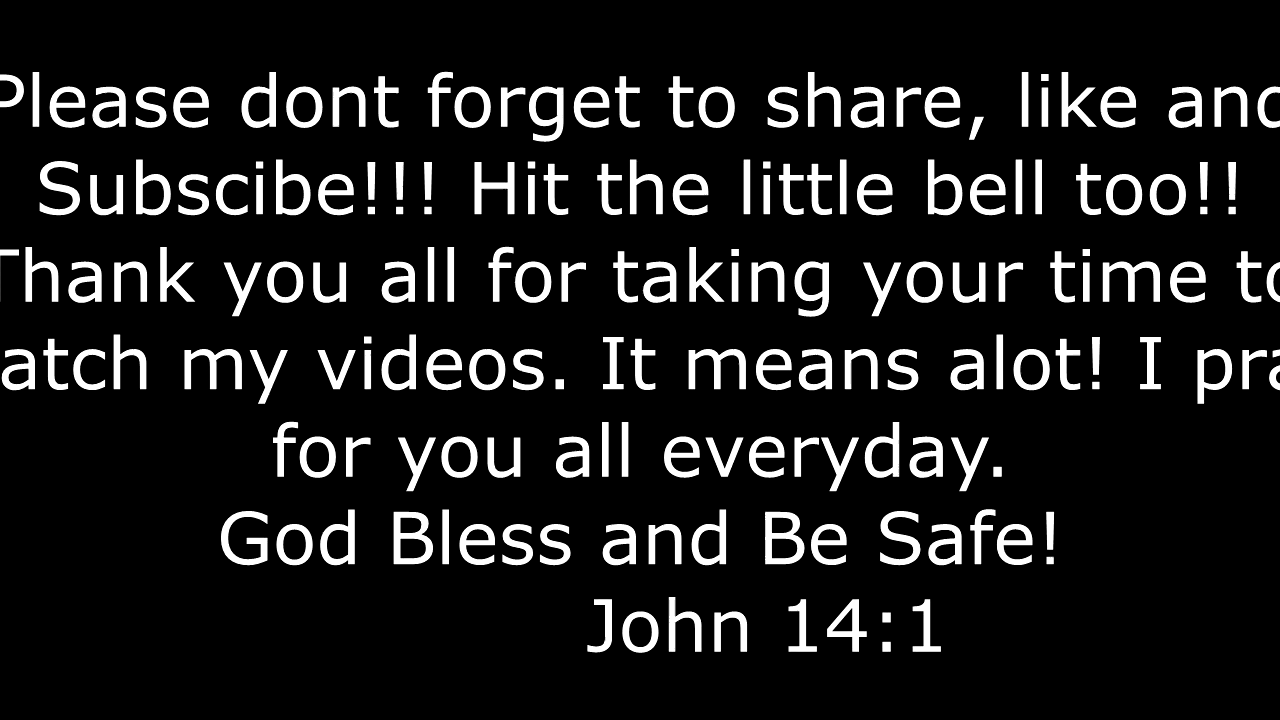 Please dont forget to share, like and
Subscibe!!! Hit the little bell too!!
Thank you all for taking your time to
atch my videos. It means alot! I pra
for you all everyday.
God Bless and Be Safe!
John 14:1